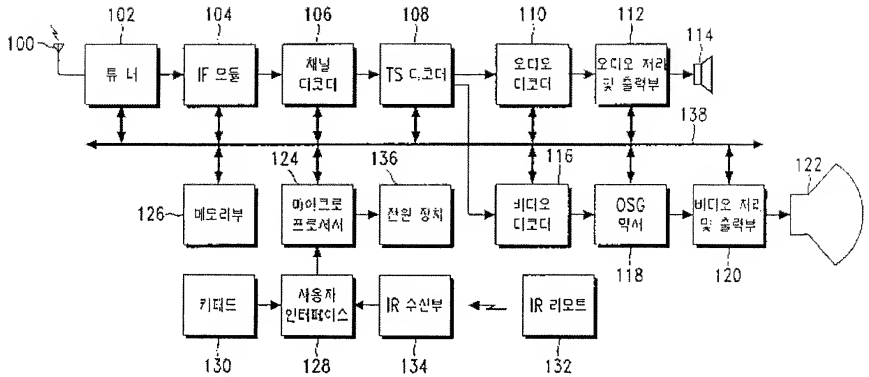 102 104 106 108 110 112
100 114
튜 너 IF 모듈 채널 TS 디코더 오디오 오디오 처리
디코더 디코더 및 출력부
138
124 136 116 122
126 메모리부 마이크로 전원 장치 비디오 OSG 비디오 처리
프로세서 디코더 믹서 및 출력부
118 120
키패드 사용자 IR 수신부 IR 리모트
인터페이스
130 128 134 132